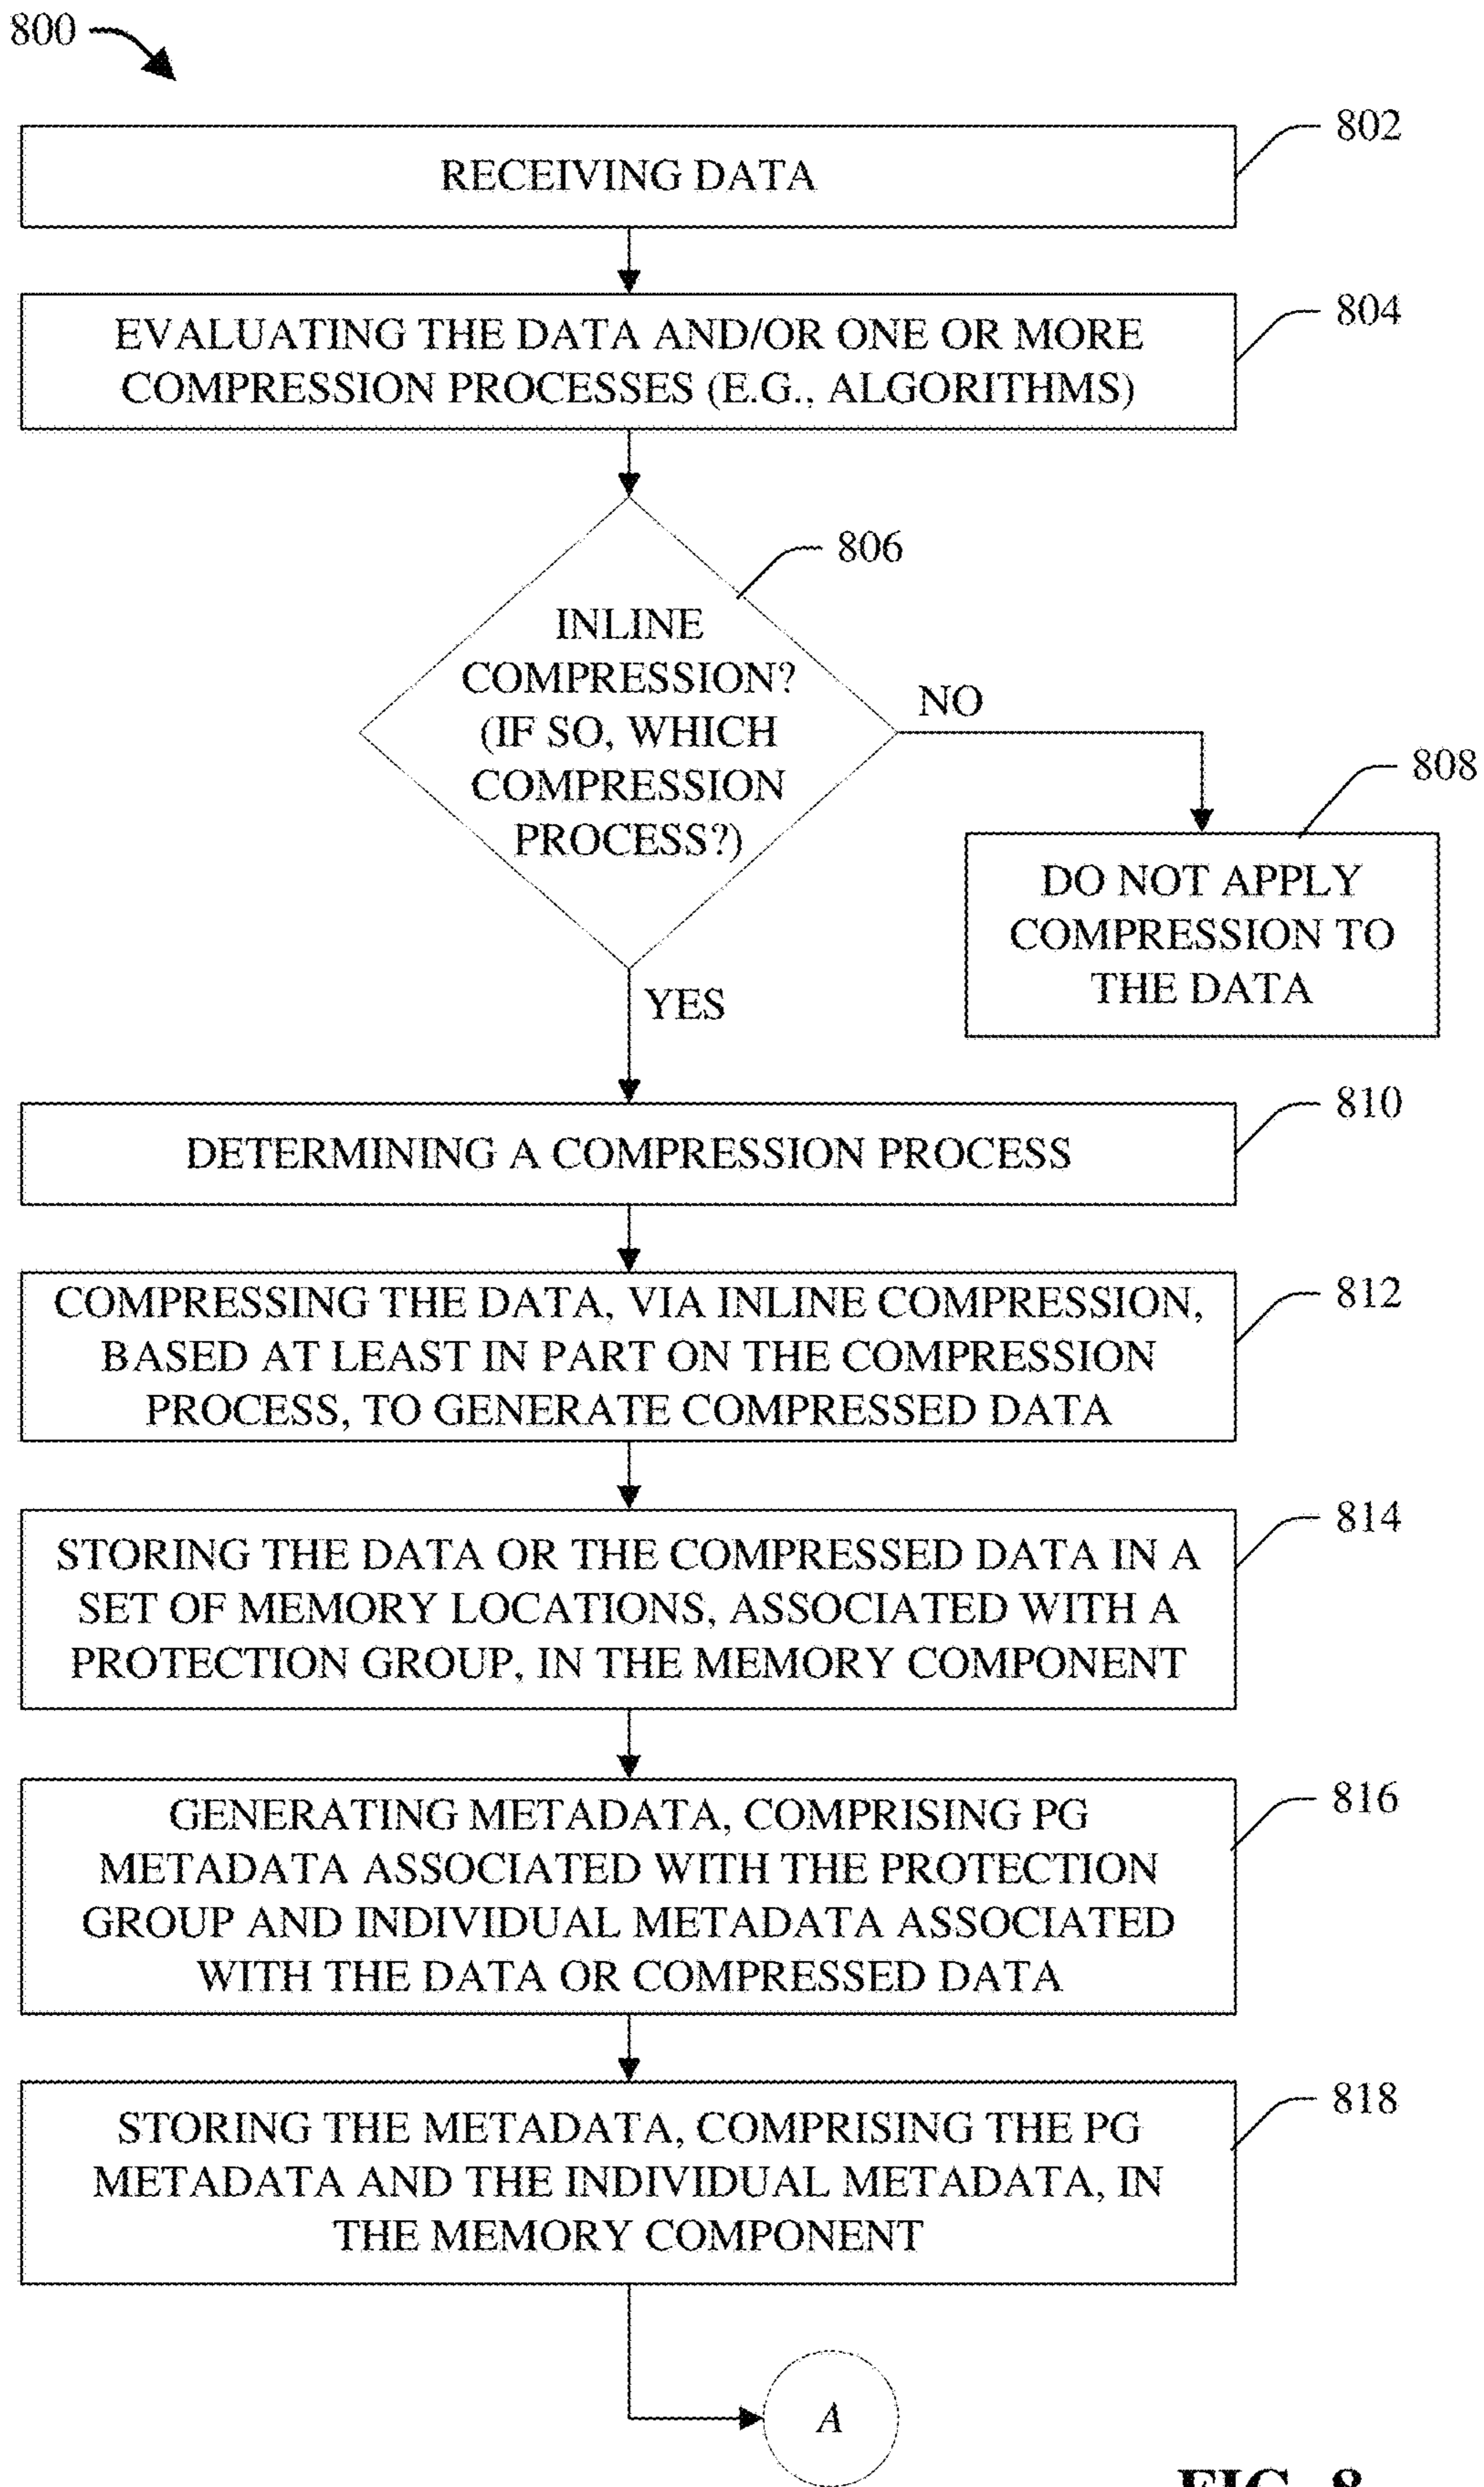 800
802
RECEIVING DATA
804
EVALUATING THE DATA AND/OR ONE OR MORE
COMPRESSION PROCESSES (E.G., ALGORITHMS)
806
INLINE
COMPRESSION?
(IF SO, WHICH
COMPRESSION
PROCESS?)
NO
808
DO NOT APPLY
COMPRESSION TO
THE DATA
YES
810
DETERMINING A COMPRESSION PROCESS
812
COMPRESSING THE DATA, VIA INLINE COMPRESSION,
BASED AT LEAST IN PART ON THE COMPRESSION
PROCESS, TO GENERATE COMPRESSED DATA
814
STORING THE DATA OR THE COMPRESSED DATA IN A
SET OF MEMORY LOCATIONS, ASSOCIATED WITH A
PROTECTION GROUP, IN THE MEMORY COMPONENT
816
GENERATING METADATA, COMPRISING PG
METADATA ASSOCIATED WITH THE PROTECTION
GROUP AND INDIVIDUAL METADATA ASSOCIATED
WITH THE DATA OR COMPRESSED DATA
818
STORING THE METADATA, COMPRISING THE PG
METADATA AND THE INDIVIDUAL METADATA, IN
THE MEMORY COMPONENT
A
FIG. 8